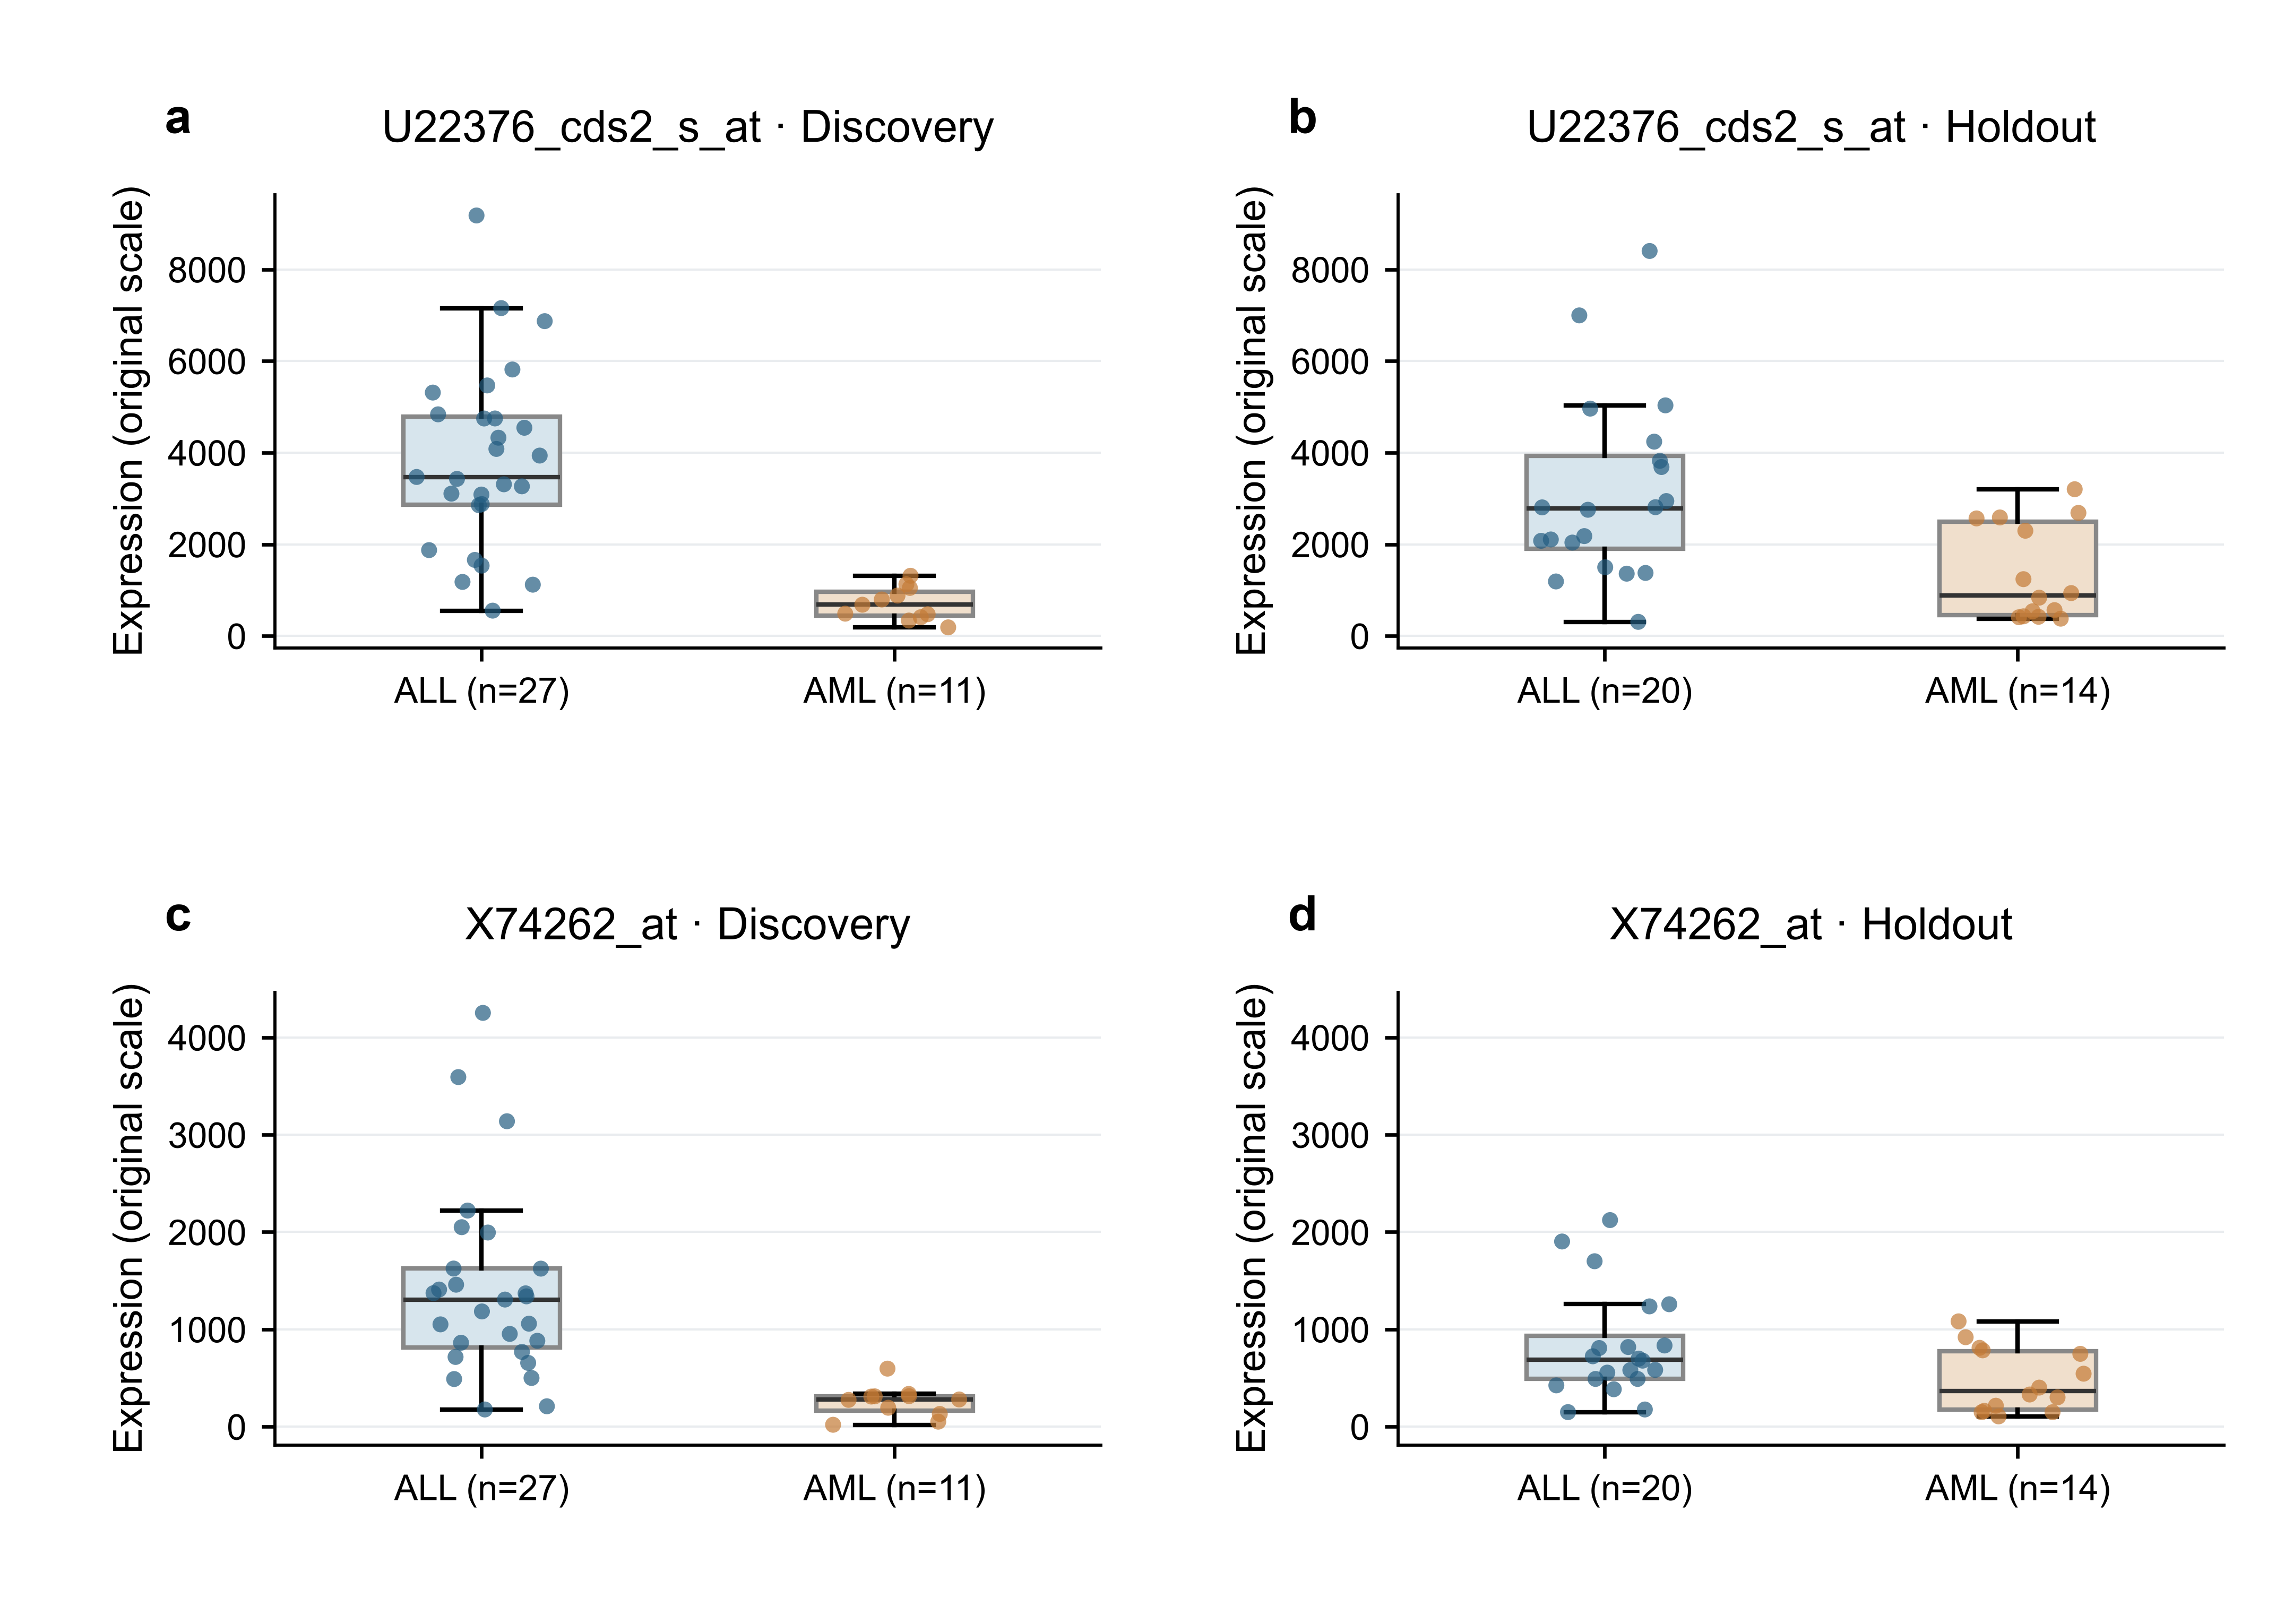 a
U22376_cds2_s_at · Discovery
Expression (original scale)
8000
6000
4000
2000
0
ALL (n=27)
AML (n=11)
b
U22376_cds2_s_at · Holdout
Expression (original scale)
8000
6000
4000
2000
0
ALL (n=20)
AML (n=14)
c
X74262_at · Discovery
Expression (original scale)
4000
3000
2000
1000
0
ALL (n=27)
AML (n=11)
d
X74262_at · Holdout
Expression (original scale)
4000
3000
2000
1000
0
ALL (n=20)
AML (n=14)